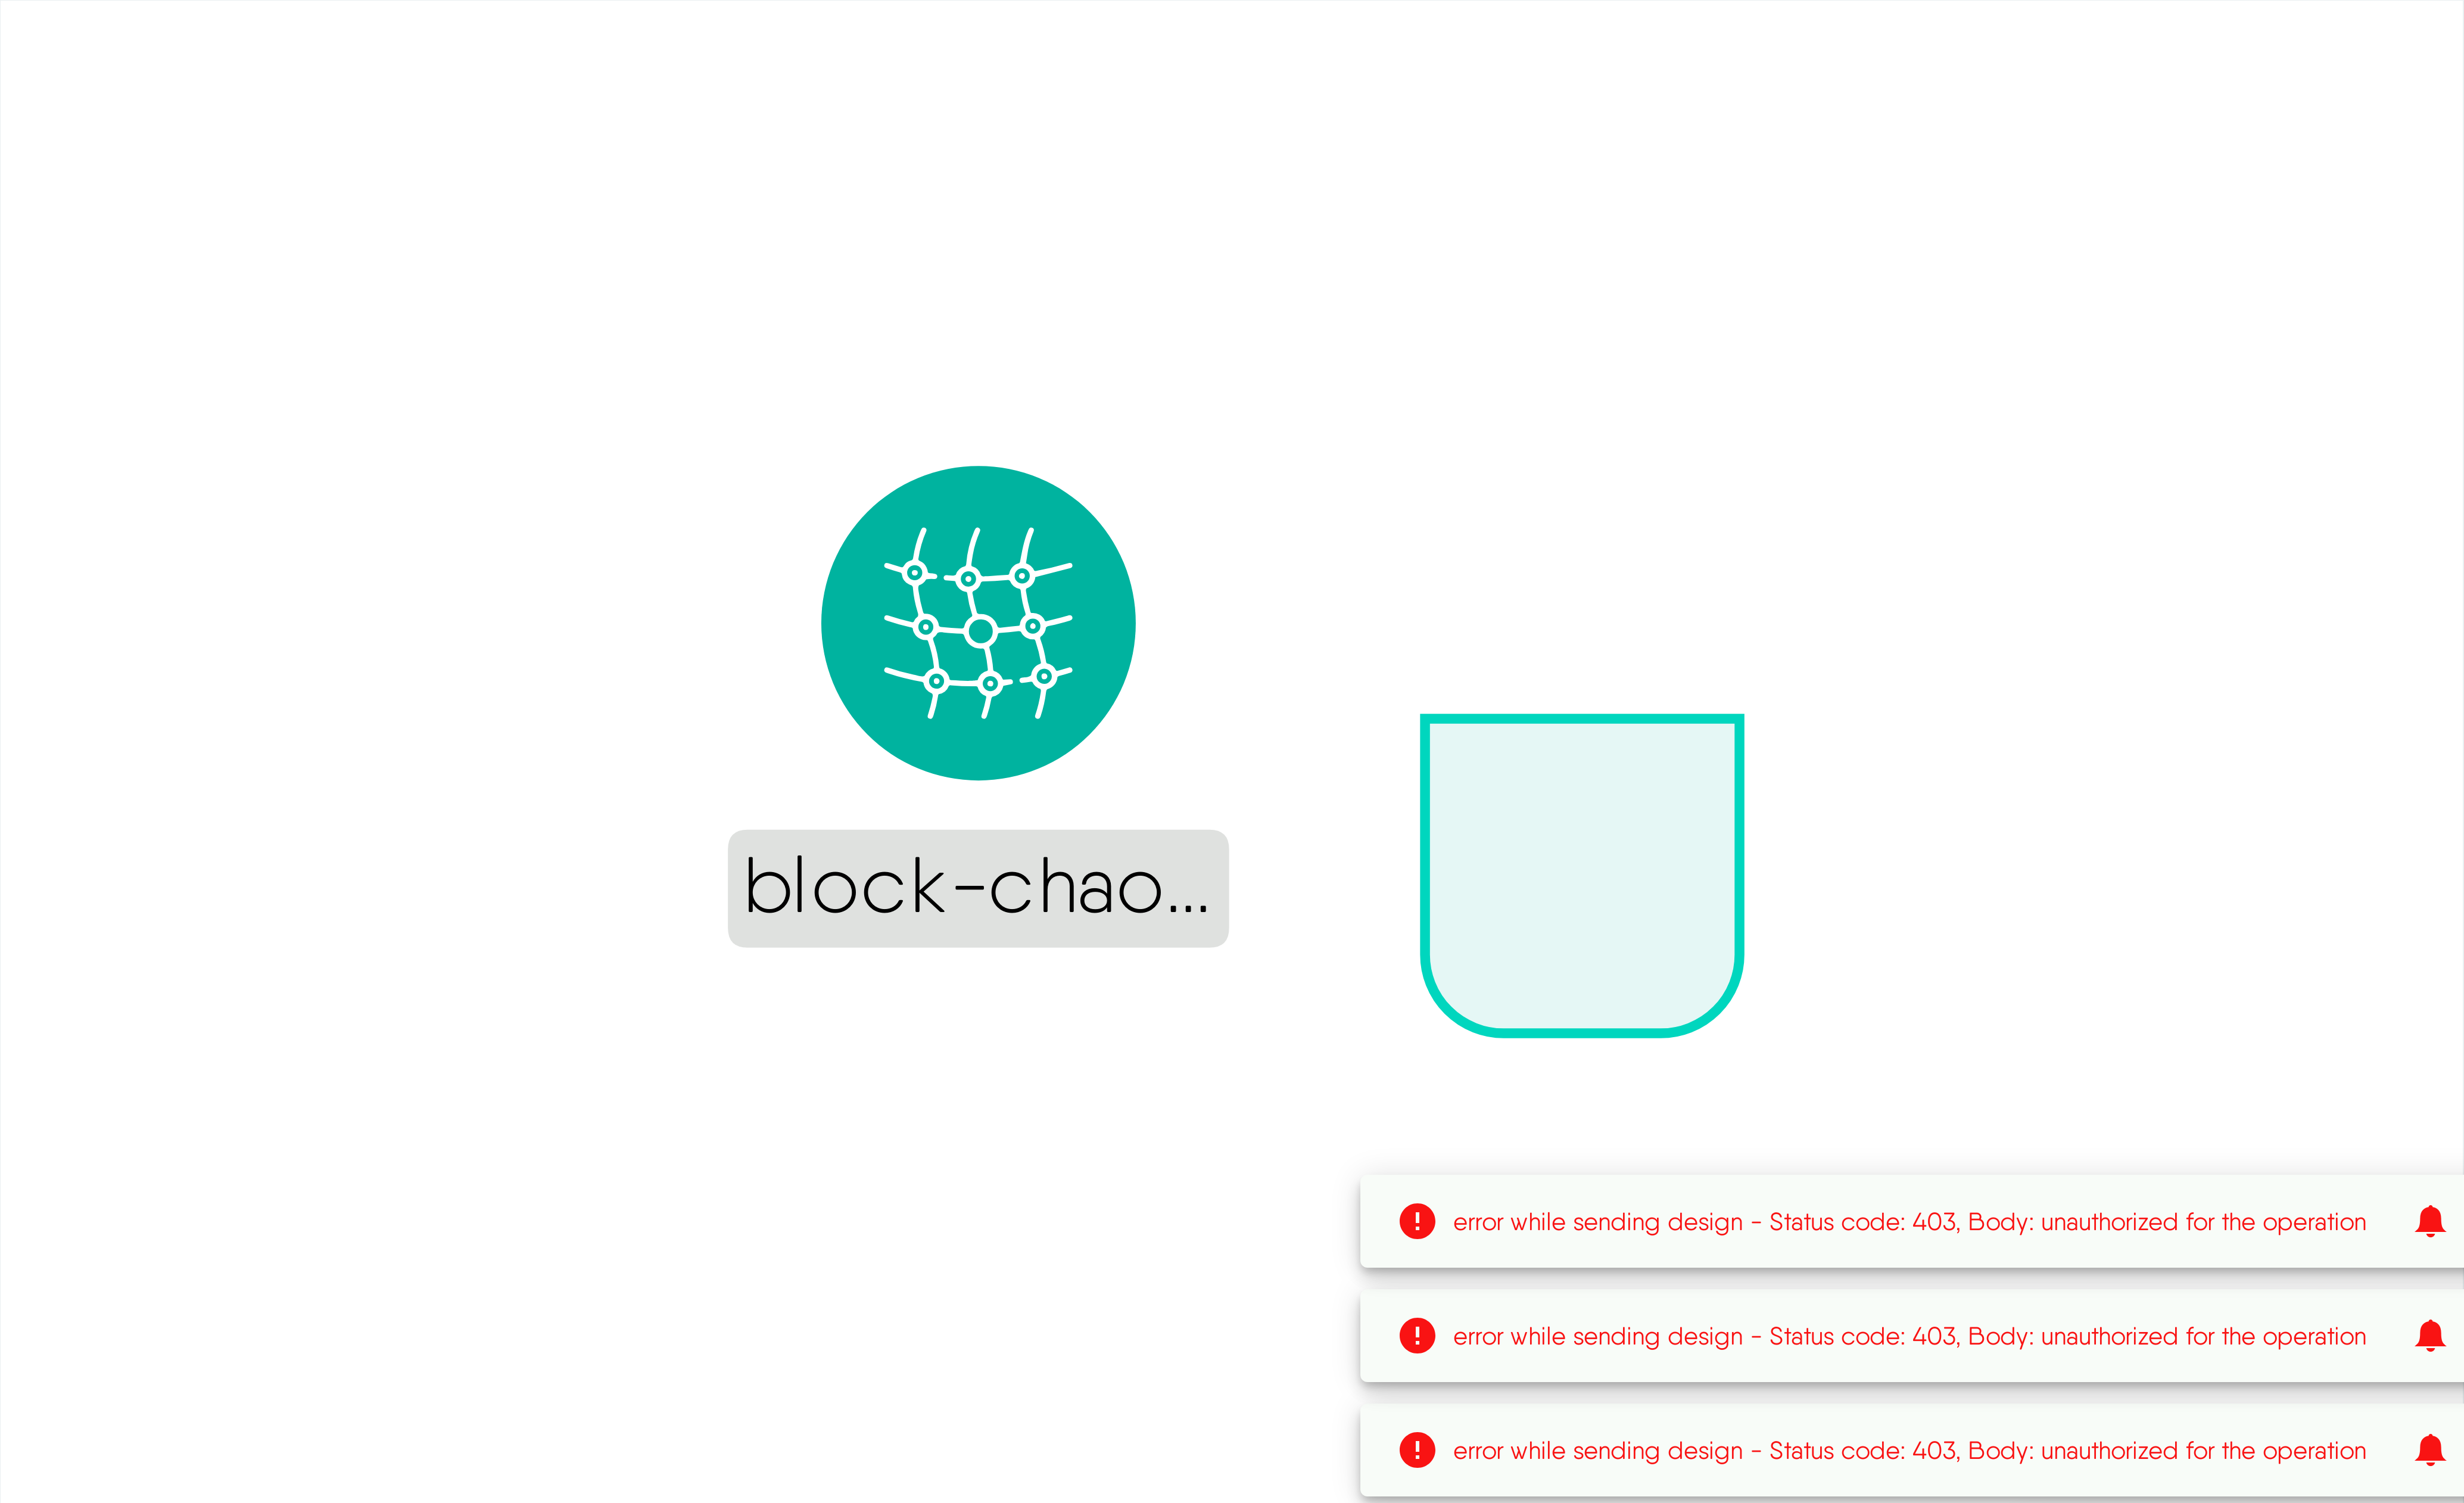 block-chao...
error while sending design - Status code: 403, Body: unauthorized for the operation
error while sending design - Status code: 403, Body: unauthorized for the operation
error while sending design - Status code: 403, Body: unauthorized for the operation